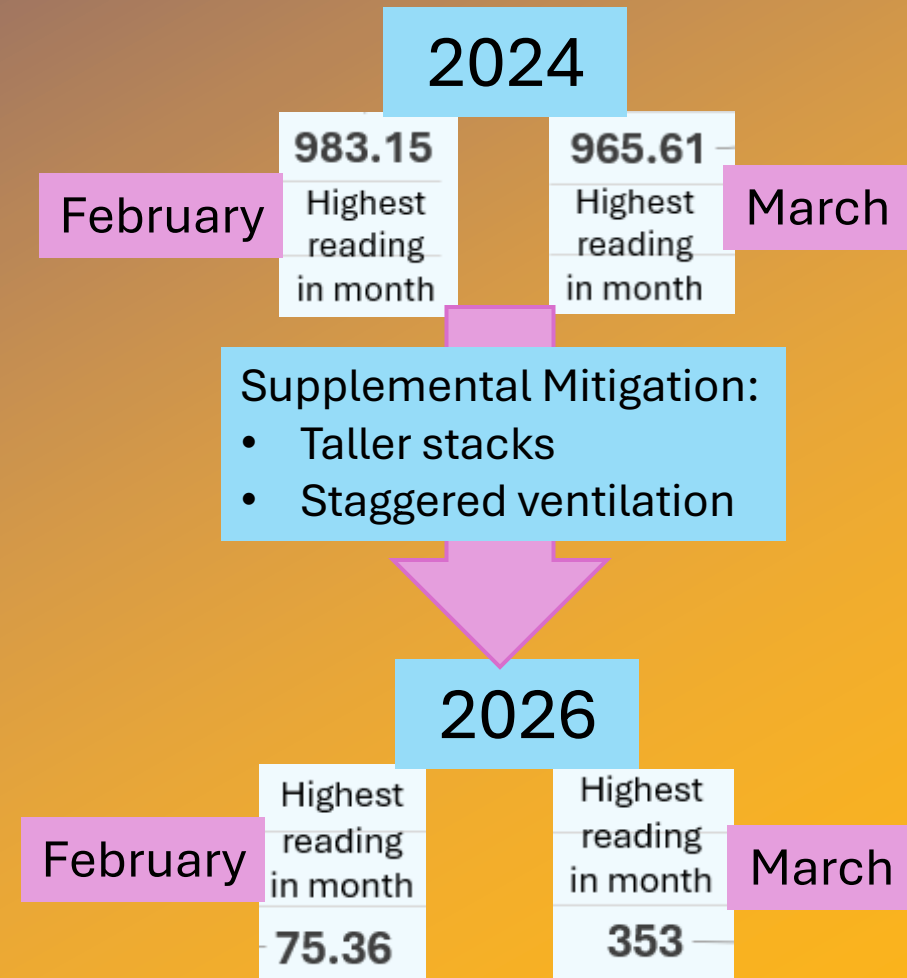 2024
February
983.15
Highest
reading
in month
965.61
Highest
reading
in month
March
Supplemental Mitigation:
• Taller stacks
• Staggered ventilation
2026
February
Highest
reading
in month
75.36
Highest
reading
in month
353
March